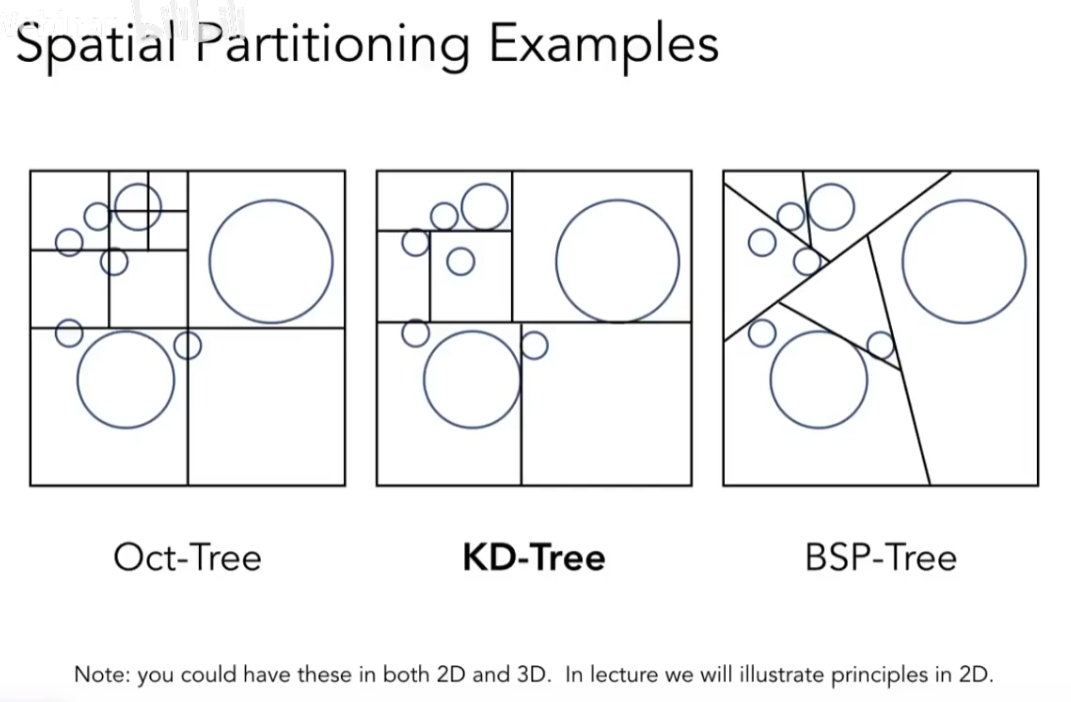 Spatial Partitioning Examples
Oct-Tree
KD-Tree
BSP-Tree
Note: you could have these in both 2D and 3D. In lecture we will illustrate principles in 2D.